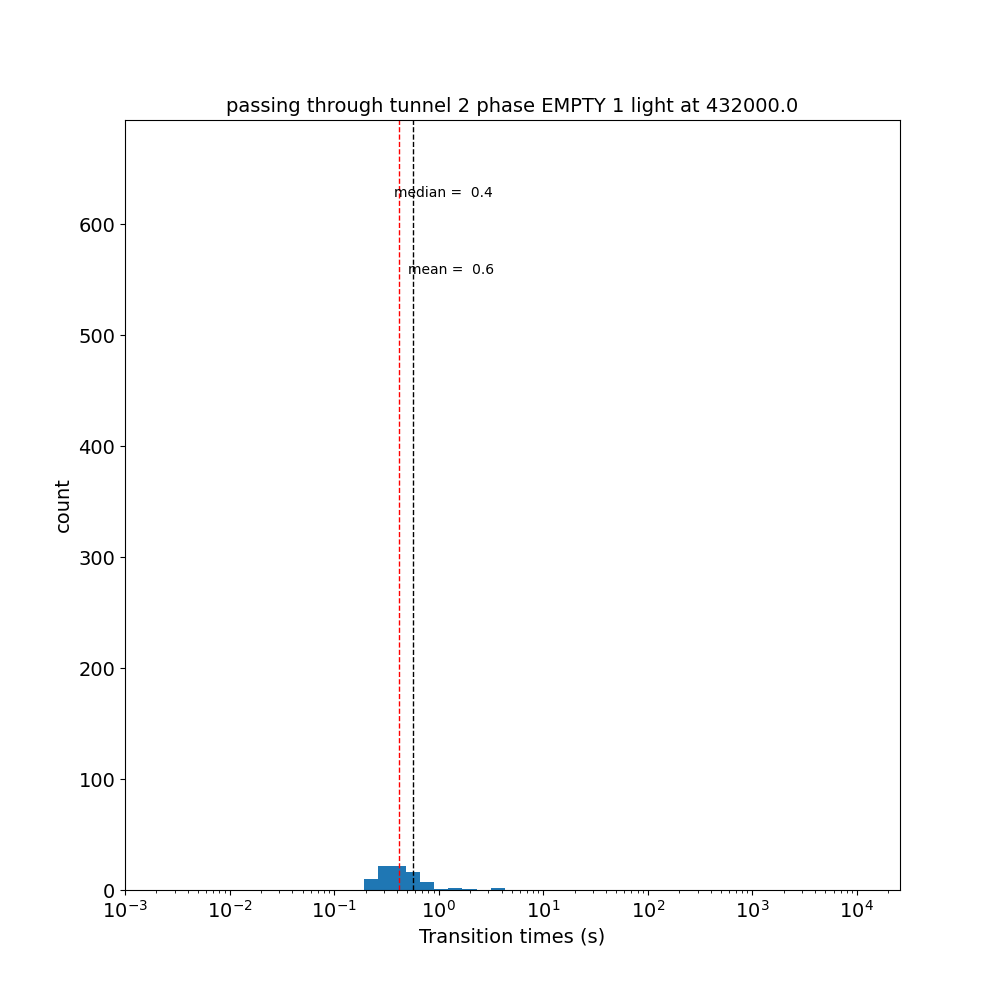 passing through tunnel 2 phase EMPTY 1 light at 432000.0
median =  0.4
mean =  0.6
600
500
400
300
200
100
0
count
10⁻³ 10⁻² 10⁻¹ 10⁰ 10¹ 10² 10³ 10⁴
Transition times (s)